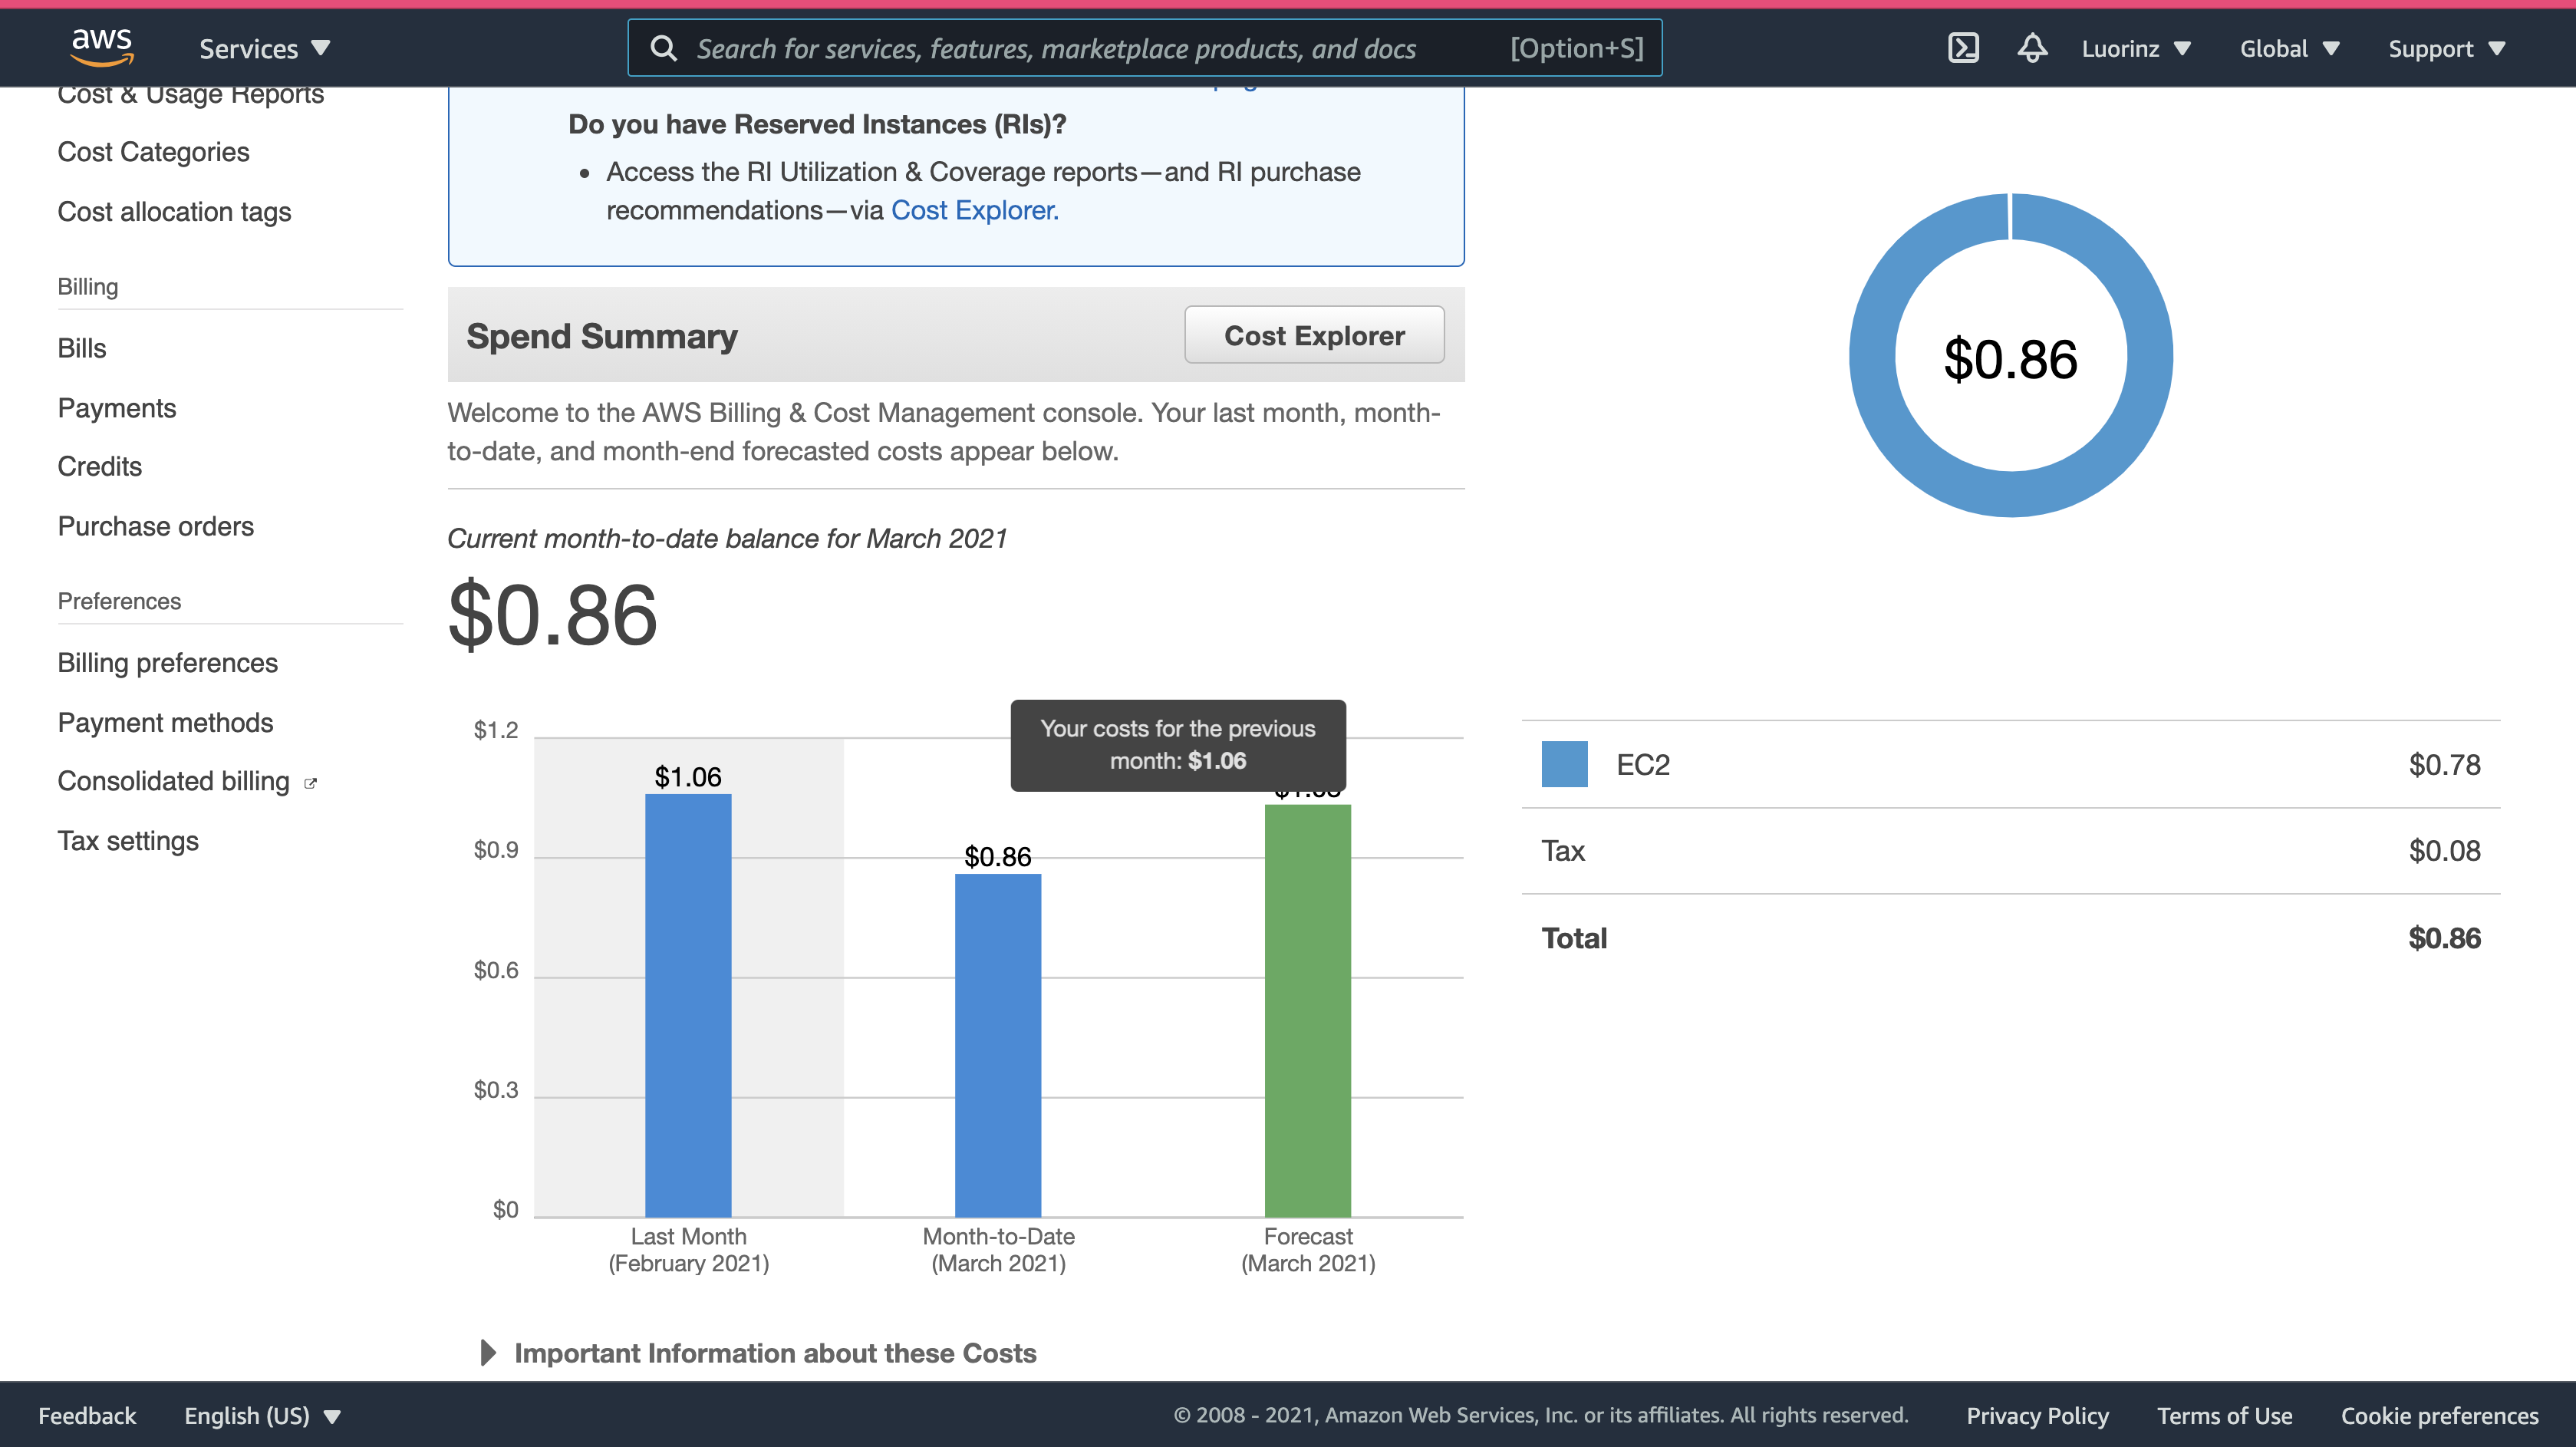 aws
Services
Search for services, features, marketplace products, and docs
[Option+S]
Luorinz
Global
Support
Cost & Usage Reports
Cost Categories
Cost allocation tags
Billing
Bills
Payments
Credits
Purchase orders
Preferences
Billing preferences
Payment methods
Consolidated billing
Tax settings
Do you have Reserved Instances (RIs)?
• Access the RI Utilization & Coverage reports—and RI purchase
recommendations—via Cost Explorer.
Spend Summary
Cost Explorer
Welcome to the AWS Billing & Cost Management console. Your last month, month-
to-date, and month-end forecasted costs appear below.
Current month-to-date balance for March 2021
$0.86
$1.2
$0.9
$0.6
$0.3
$0
$1.06
$0.86
Your costs for the previous
month: $1.06
Last Month
(February 2021)
Month-to-Date
(March 2021)
Forecast
(March 2021)
Important Information about these Costs
$0.86
EC2 $0.78
Tax $0.08
Total $0.86
Feedback
English (US)
© 2008 - 2021, Amazon Web Services, Inc. or its affiliates. All rights reserved.
Privacy Policy
Terms of Use
Cookie preferences